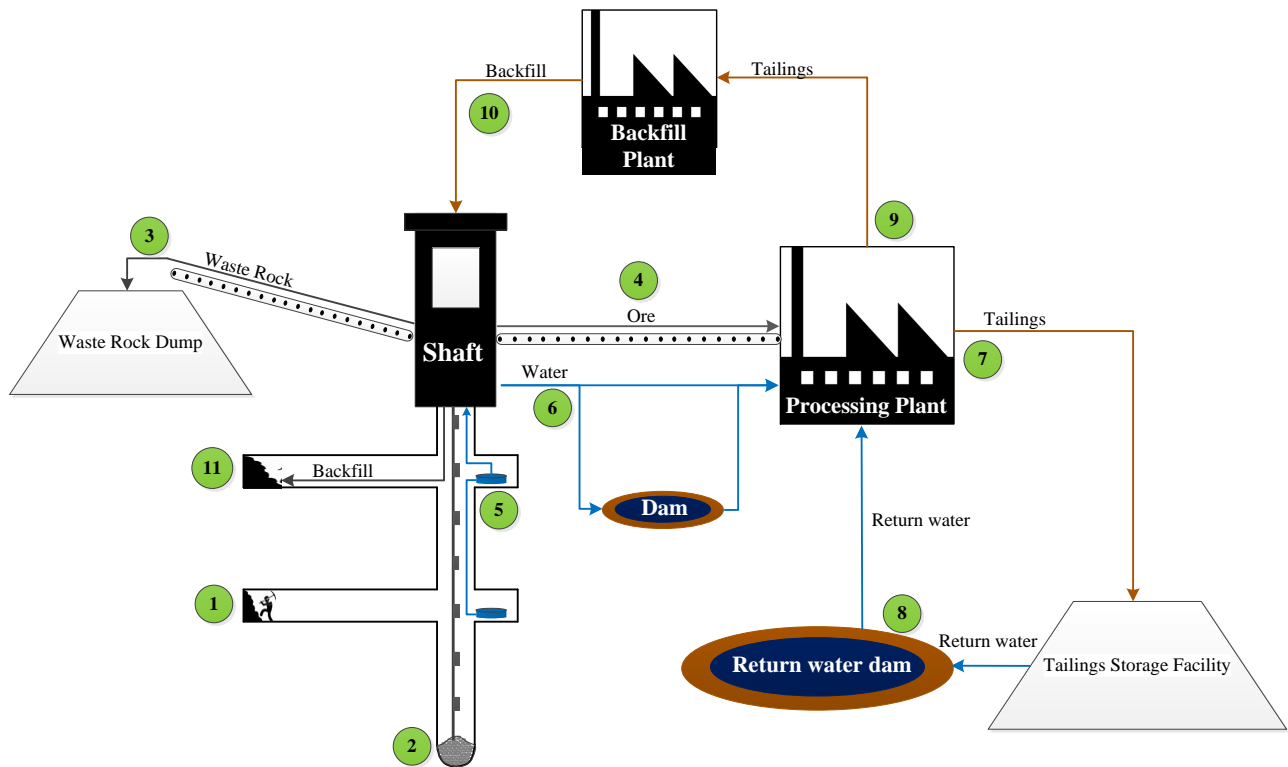 Backfill
Tailings
10
Backfill
Plant
9
3
Waste Rock
4
Ore
Waste Rock Dump
Shaft
Tailings
7
Water
6
Processing Plant
11
Backfill
5
Dam
Return water
1
8
Return water
Return water dam
Tailings Storage Facility
2